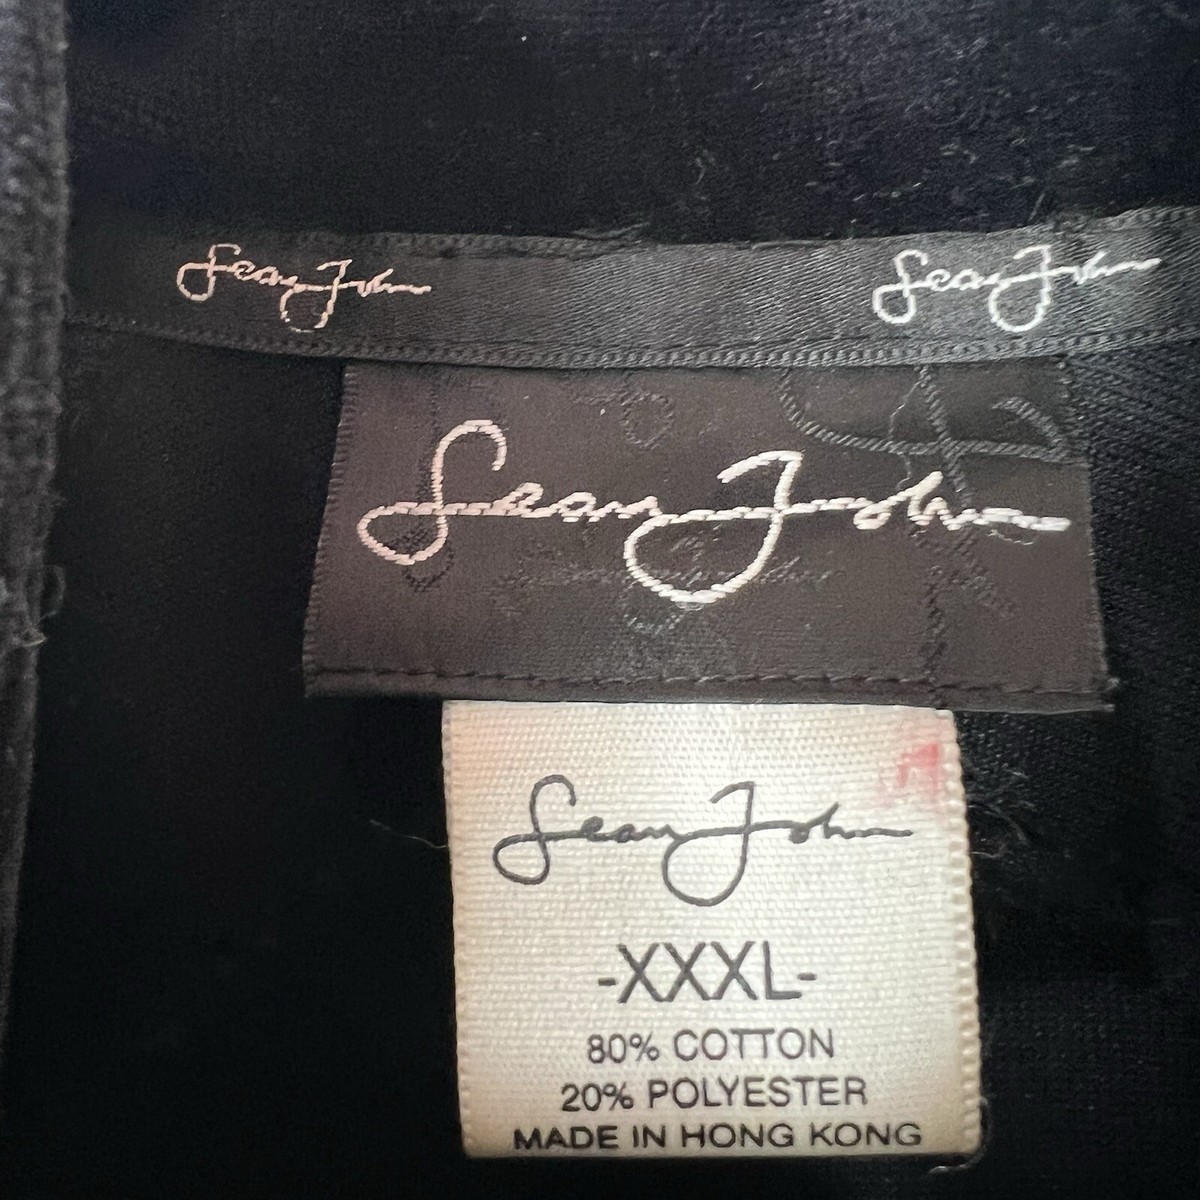 Sean John Sean John
Sean John
Sean John
-XXXL-
80% COTTON
20% POLYESTER
MADE IN HONG KONG